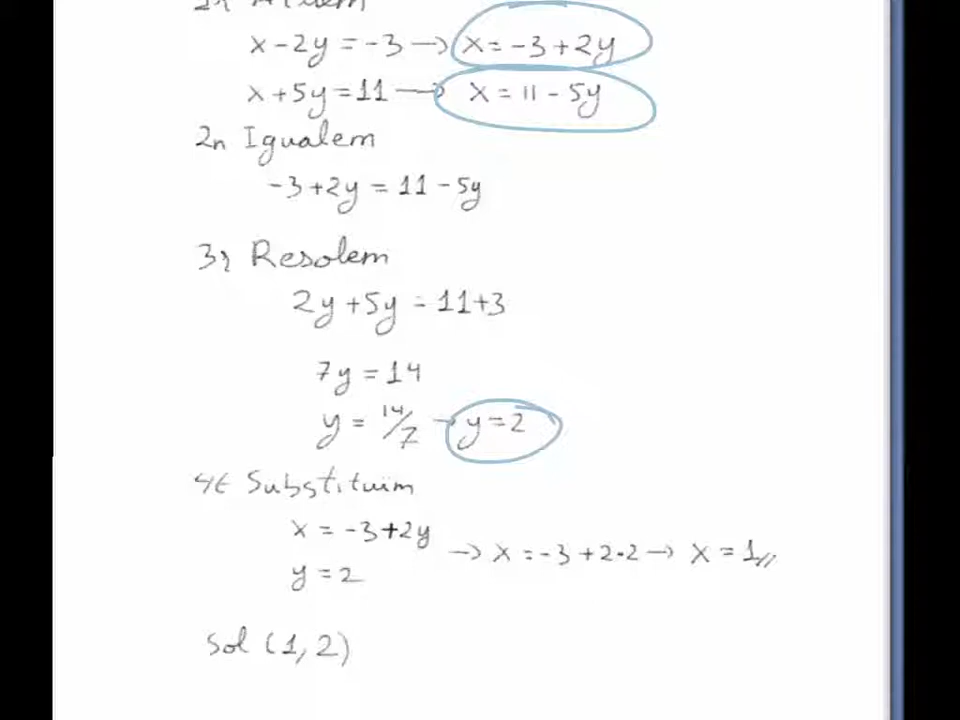 x-2y=-3 → x=-3+2y
x+5y=11 → x=11-5y
2n Igualem
-3+2y=11-5y
3r Resolem
2y+5y=11+3
7y=14
y=14/7 → y=2
4t Substituïm
x=-3+2y
→ x=-3+2·2 → x=1//
y=2
Sol (1,2)